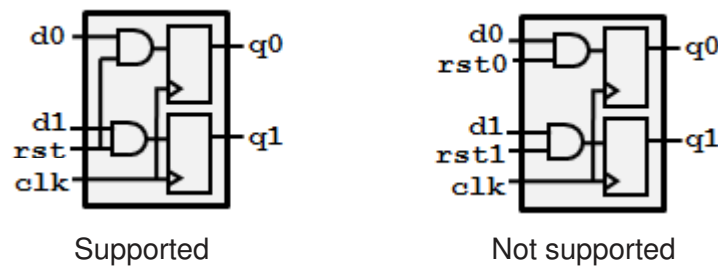 d0
q0
d1
rst
q1
clk
Supported
d0
rst0
q0
d1
rst1
q1
clk
Not supported